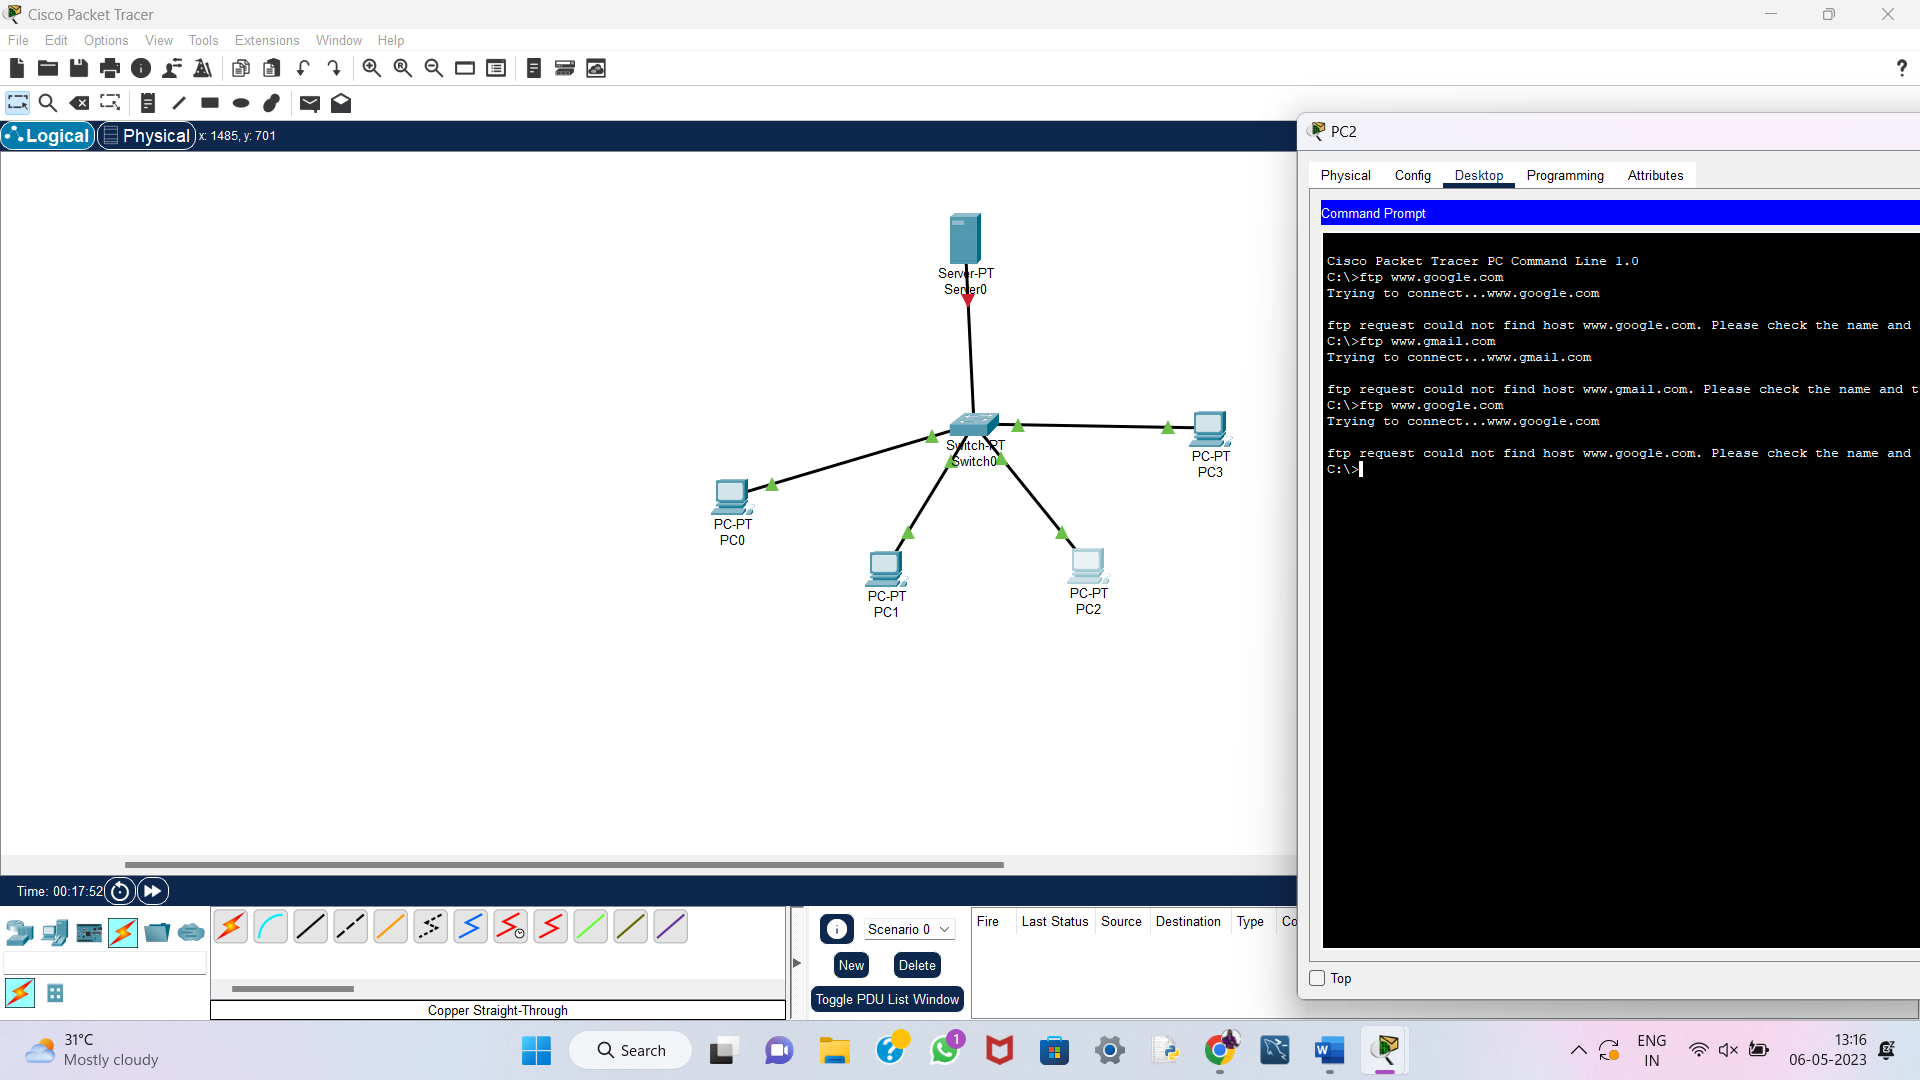 Cisco Packet Tracer
File Edit Options View Tools Extensions Window Help
Logical Physical x: 1485, y: 701
PC2
Physical Config Desktop Programming Attributes
Command Prompt
Cisco Packet Tracer PC Command Line 1.0
C:\>ftp www.google.com
Trying to connect...www.google.com
ftp request could not find host www.google.com. Please check the name and
C:\>ftp www.gmail.com
Trying to connect...www.gmail.com
ftp request could not find host www.gmail.com. Please check the name and t
C:\>ftp www.google.com
Trying to connect...www.google.com
ftp request could not find host www.google.com. Please check the name and
C:\>
Top
Server-PT
Server0
Switch-PT
Switch0
PC-PT
PC3
PC-PT
PC0
PC-PT
PC1
PC-PT
PC2
Time: 00:17:52
Copper Straight-Through
Scenario 0
New Delete
Toggle PDU List Window
Fire Last Status Source Destination Type Co
31°C
Mostly cloudy
Search
1
ENG
IN
13:16
06-05-2023